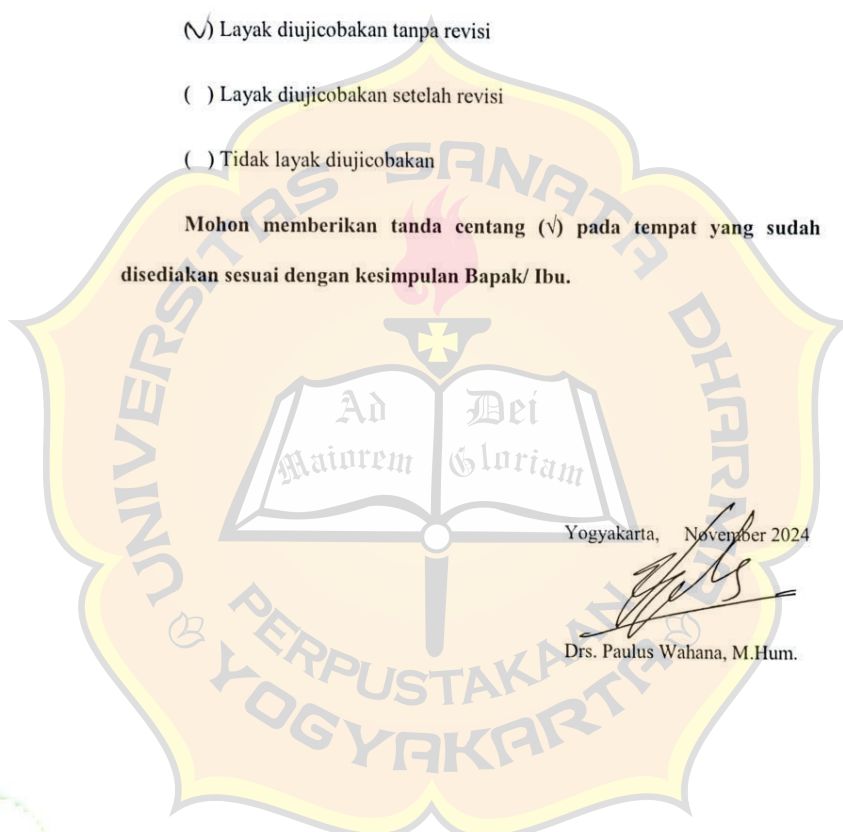 (√) Layak diujicobakan tanpa revisi
( ) Layak diujicobakan setelah revisi
( ) Tidak layak diujicobakan
Mohon memberikan tanda centang (√) pada tempat yang sudah
disediakan sesuai dengan kesimpulan Bapak/ Ibu.
UNIVERSITAS SANATA DHARMA
Ad Dei
Maiorem Gloriam
Yogyakarta, November 2024
Drs. Paulus Wahana, M.Hum.
PERPUSTAKAAN
YOGYAKARTA